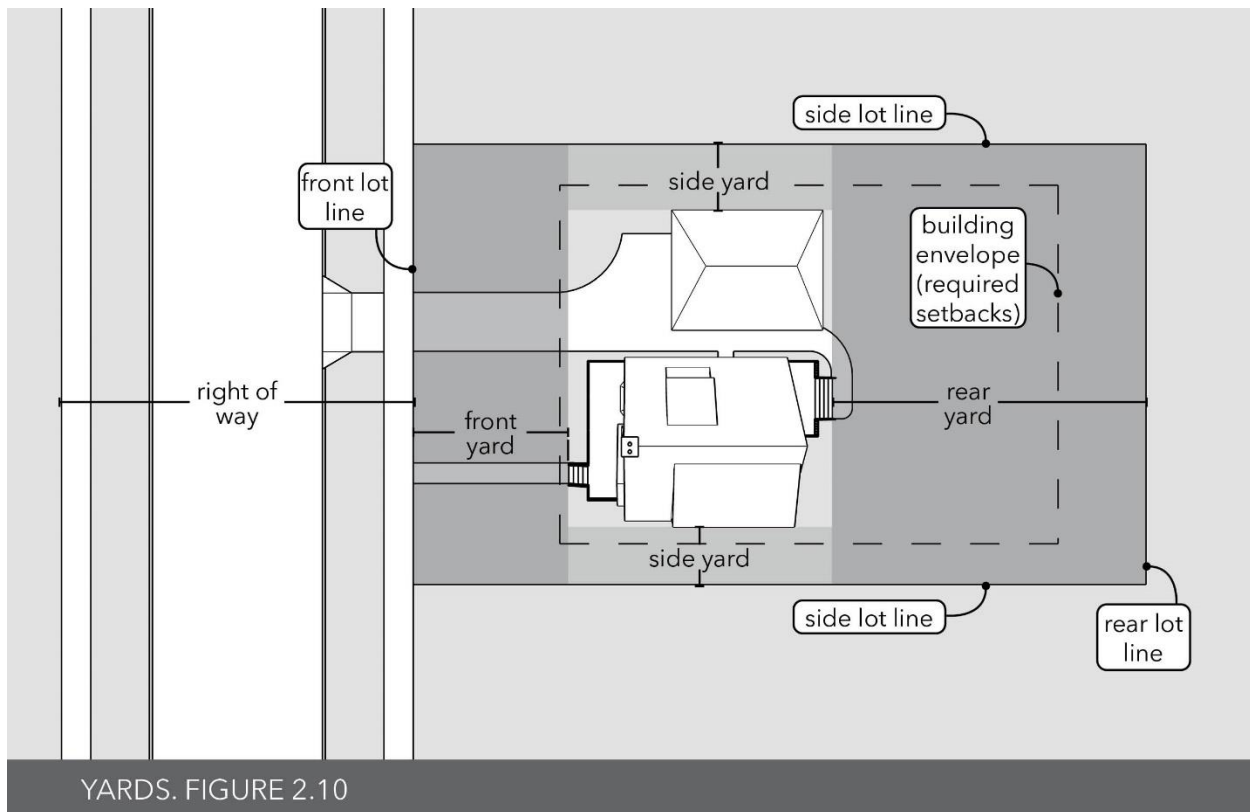 side lot line
front lot
line
side yard
building
envelope
(required
setbacks)
right of
way
front
yard
rear
yard
side yard
side lot line
rear lot
line
YARDS. FIGURE 2.10